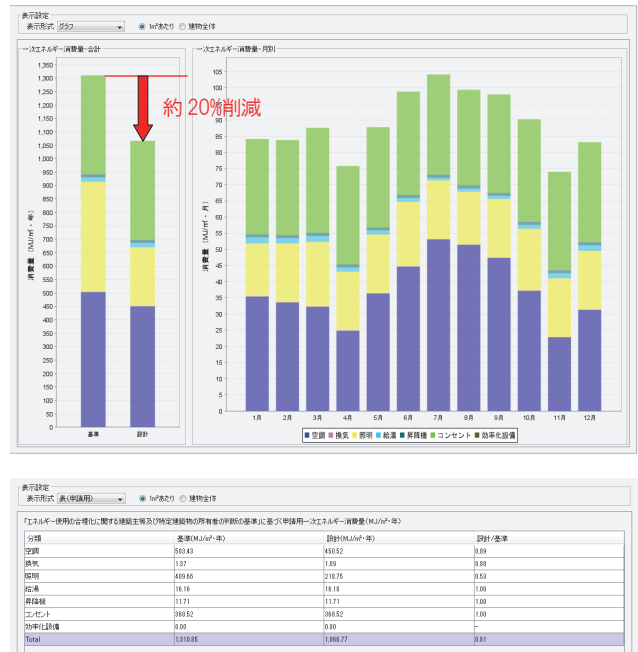 表示設定
表示形式 グラフ 1m²あたり 建物全体
一次エネルギー消費量-合計
一次エネルギー消費量-月別
1,350
1,300
1,250
1,200
1,150
1,100
1,050
1,000
950
900
850
800
750
700
650
600
550
500
450
400
350
300
250
200
150
100
50
0
消費量 (MJ/㎡・年)
基準 設計
約20%削減
105
95
90
85
80
75
70
65
60
55
50
45
40
35
30
25
20
15
10
5
0
消費量 (MJ/㎡・月)
1月 2月 3月 4月 5月 6月 7月 8月 9月 10月 11月 12月
空調 換気 照明 給湯 昇降機 コンセント 効率化設備
表示設定
表示形式 表(申請用) 1m²あたり 建物全体
「エネルギー使用の合理化に関する建築主等及び特定建築物の所有者の判断の基準」に基づく申請用一次エネルギー消費量(MJ/m²・年)
分類 基準(MJ/m²・年) 設計(MJ/m²・年) 設計/基準
空調 503.43 450.52 0.89
換気 1.37 1.09 0.80
照明 409.66 218.75 0.53
給湯 16.16 16.18 1.00
昇降機 11.71 11.71 1.00
コンセント 368.52 368.52 1.00
効率化設備 0.00 0.00 -
Total 1,310.85 1,066.77 0.81